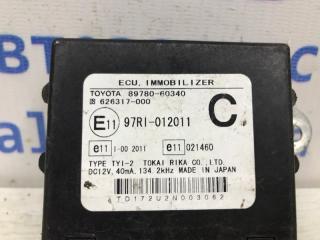 ECU, IMMOBILIZER
TOYOTA 89780-60340
626317-000
C
E11 97RI-012011
e11 I-00 2011 e11 021460
TYPE TYI-2 TOKAI RIKA CO., LTD.
DC12V, 40mA, 134.2kHz MADE IN JAPAN
TD172U2N003062